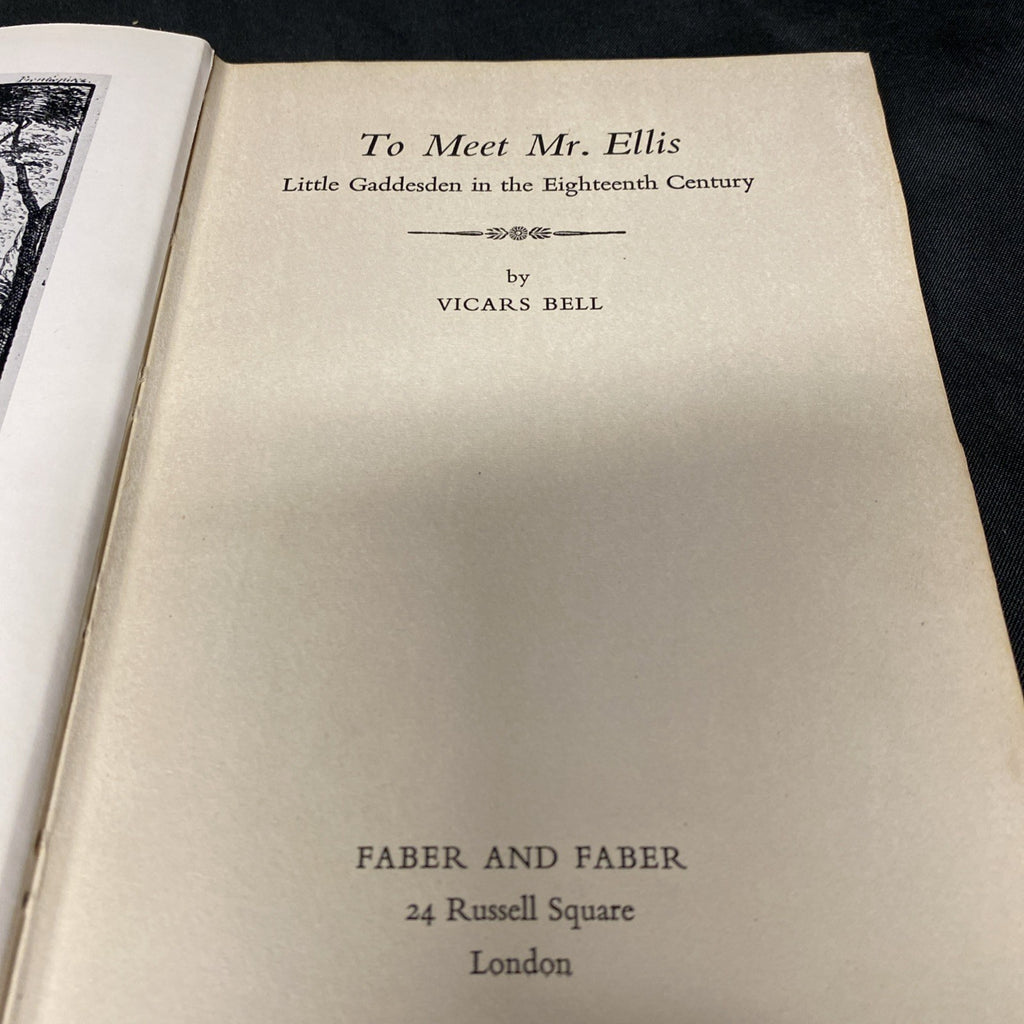 Frontispiece.
To Meet Mr. Ellis
Little Gaddesden in the Eighteenth Century
by
VICARS BELL
FABER AND FABER
24 Russell Square
London